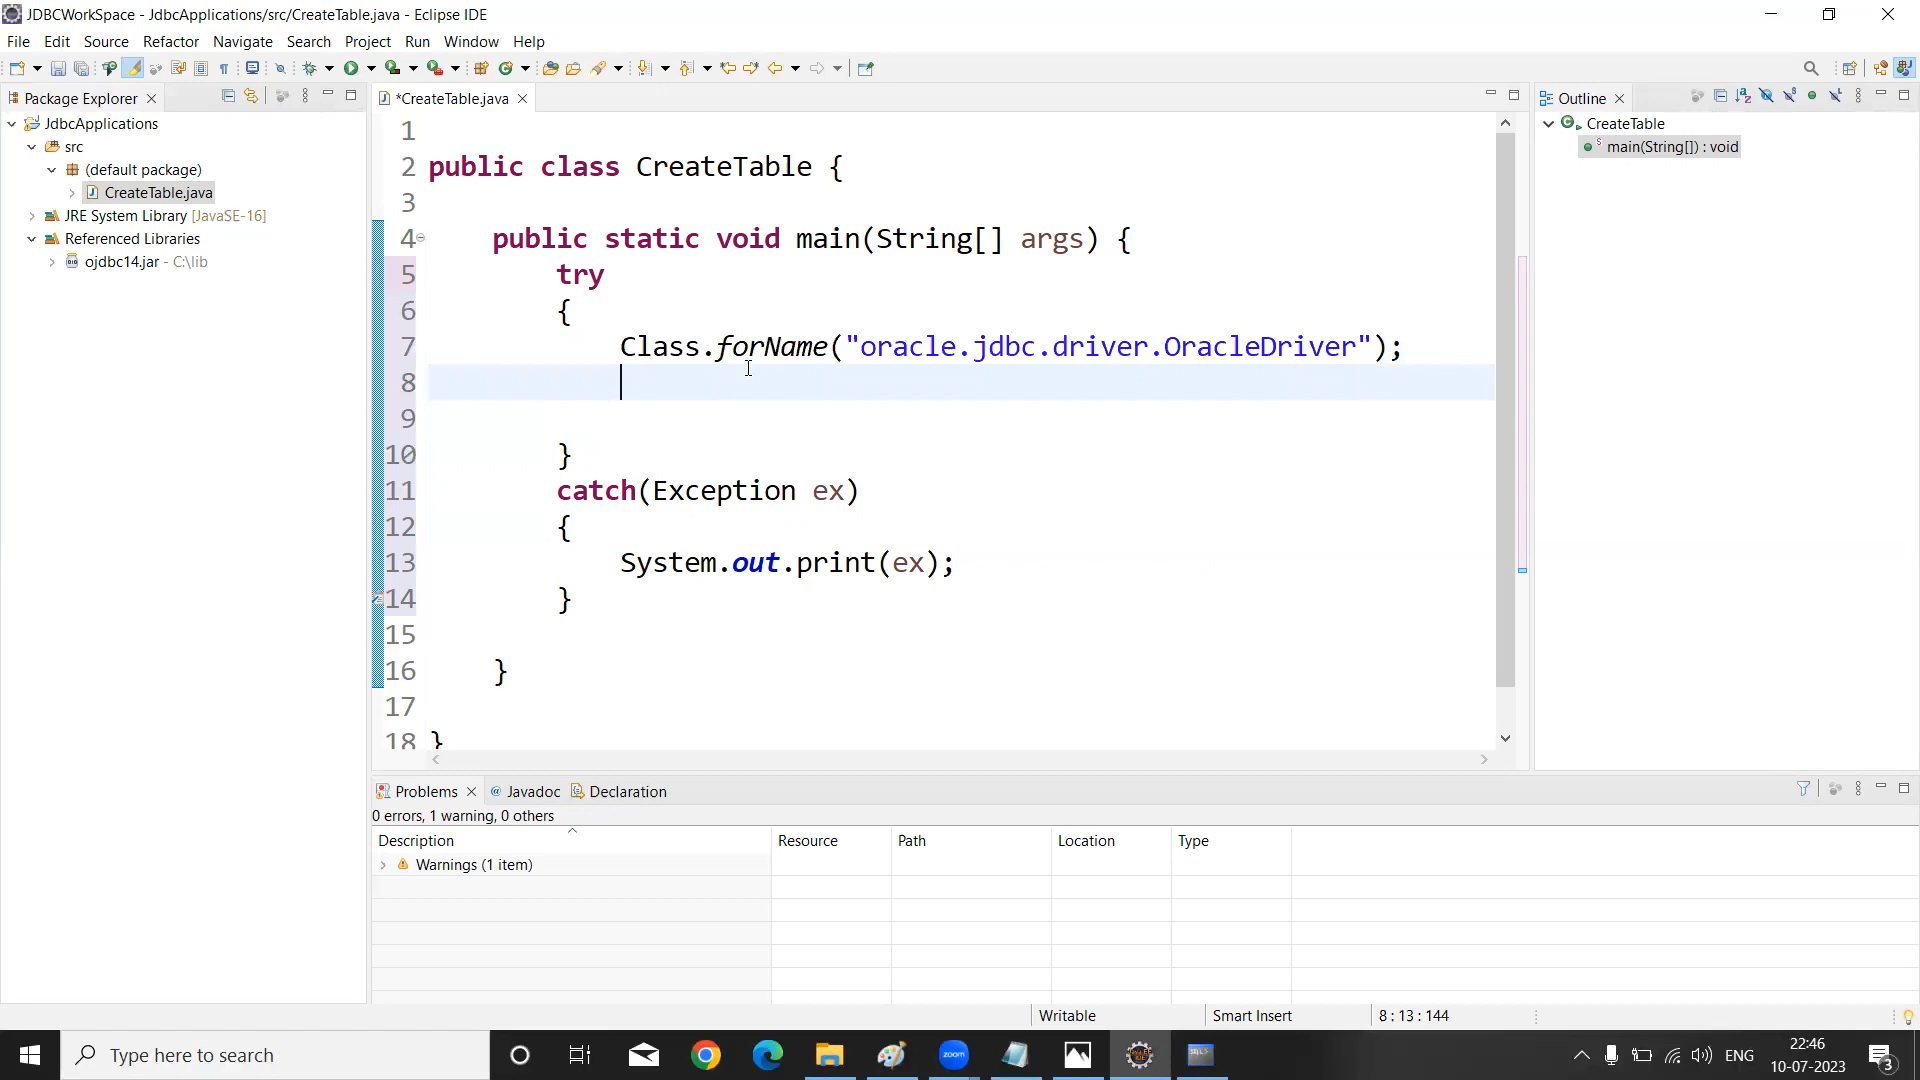 JDBCWorkSpace - JdbcApplications/src/CreateTable.java - Eclipse IDE
File Edit Source Refactor Navigate Search Project Run Window Help
Package Explorer
JdbcApplications
src
(default package)
CreateTable.java
JRE System Library [JavaSE-16]
Referenced Libraries
ojdbc14.jar - C:\lib
*CreateTable.java
1
2 public class CreateTable {
3
4 public static void main(String[] args) {
5 try
6 {
7 Class.forName("oracle.jdbc.driver.OracleDriver");
8
9
10 }
11 catch(Exception ex)
12 {
13 System.out.print(ex);
14 }
15
16 }
17
18 }
Outline
CreateTable
main(String[]) : void
Problems Javadoc Declaration
0 errors, 1 warning, 0 others
Description Resource Path Location Type
Warnings (1 item)
Writable Smart Insert 8 : 13 : 144
Type here to search
zoom
ENG
22:46
10-07-2023
3